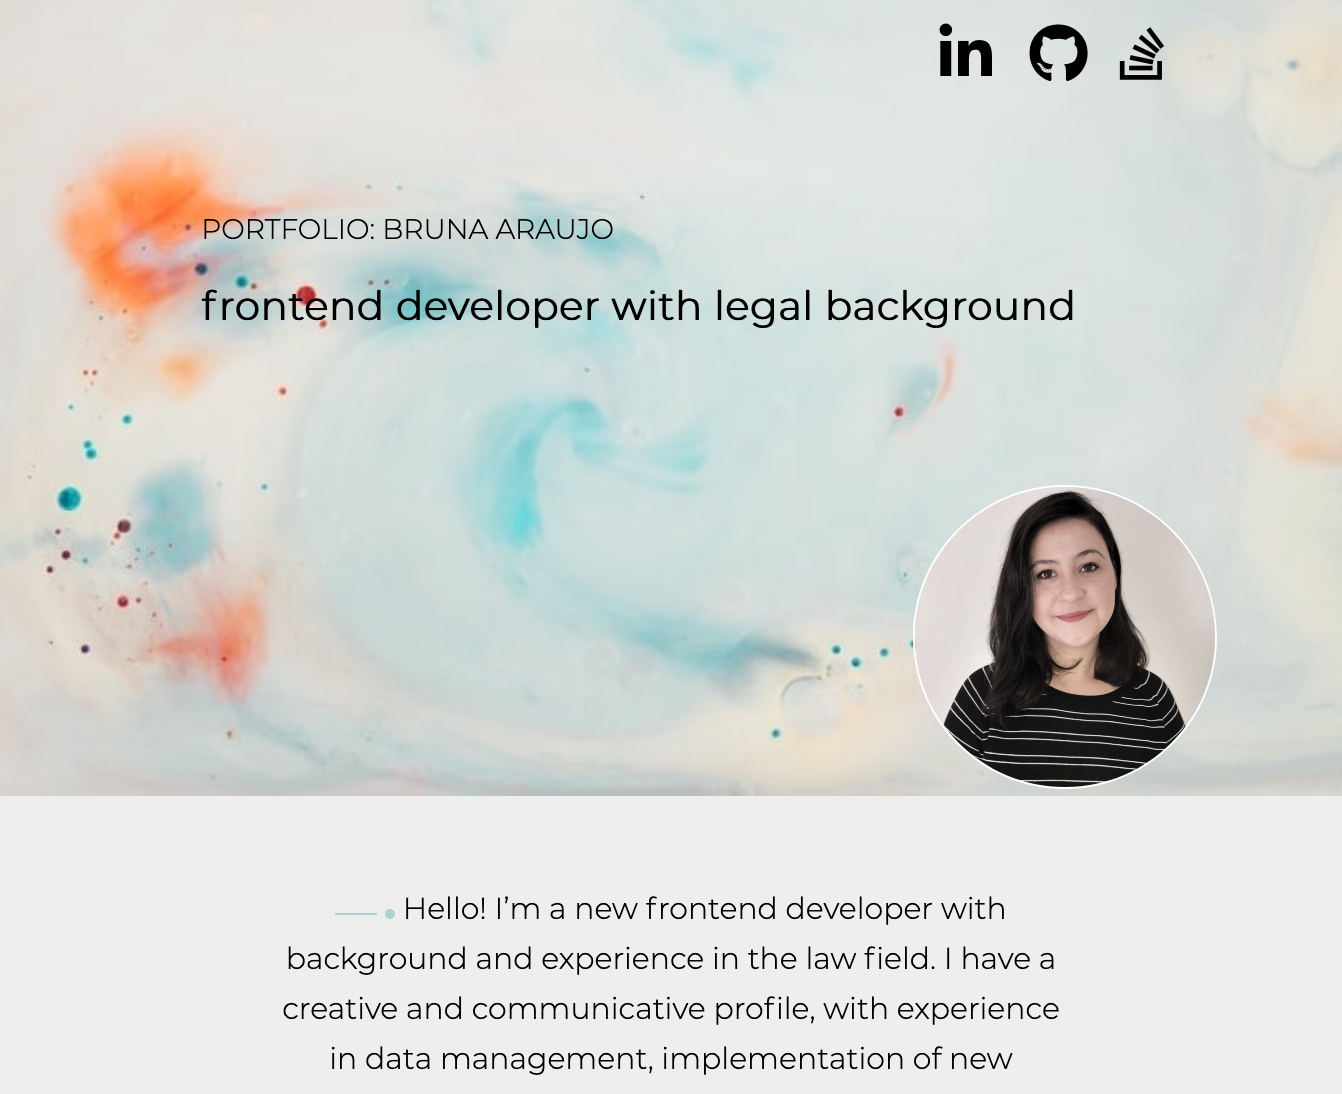 in
PORTFOLIO: BRUNA ARAUJO
frontend developer with legal background
Hello! I’m a new frontend developer with
background and experience in the law field. I have a
creative and communicative profile, with experience
in data management, implementation of new